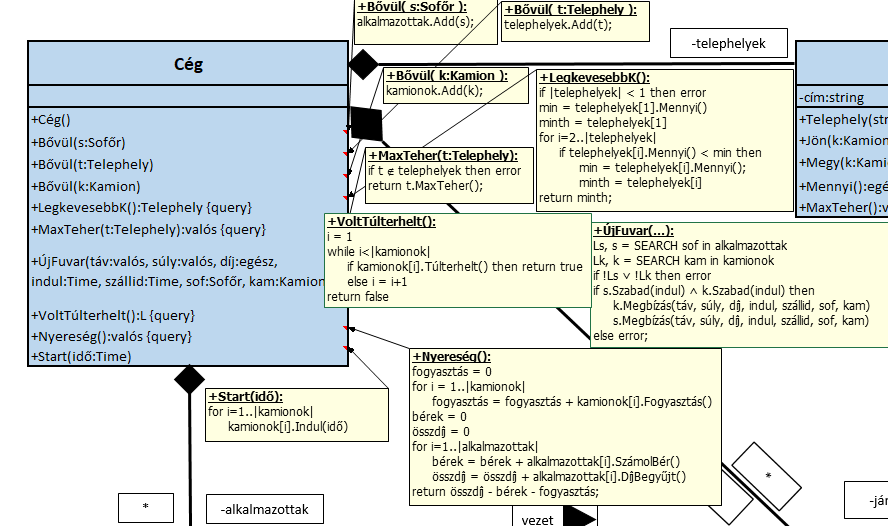 +Bővül( s:Sofőr ):
alkalmazottak.Add(s);
+Bővül( t:Telephely ):
telephelyek.Add(t);
-telephelyek
Cég
+Bővül( k:Kamion ):
kamionok.Add(k);
+LegkevesebbK():
if |telephelyek| < 1 then error
min = telephelyek[1].Mennyi()
minth = telephelyek[1]
for i=2..|telephelyek|
if telephelyek[i].Mennyi() < min then
min = telephelyek[i].Mennyi();
minth = telephelyek[i]
return minth;
-cím:string
+Telephely(str
+Jön(k:Kamion
+Megy(k:Kami
+Mennyi():egé
+MaxTeher():v
+Cég()
+Bővül(s:Sofőr)
+Bővül(t:Telephely)
+Bővül(k:Kamion)
+LegkevesebbK():Telephely {query}
+MaxTeher(t:Telephely):valós {query}
+ÚjFuvar(táv:valós, súly:valós, díj:egész,
indul:Time, szállid:Time, sof:Sofőr, kam:Kamion
+VoltTúlterhelt():L {query}
+Nyereség():valós {query}
+Start(idő:Time)
+MaxTeher(t:Telephely):
if t ∉ telephelyek then error
return t.MaxTeher();
+VoltTúlterhelt():
i = 1
while i<|kamionok|
if kamionok[i].Túlterhelt() then return true
else i = i+1
return false
+ÚjFuvar(...):
Ls, s = SEARCH sof in alkalmazottak
Lk, k = SEARCH kam in kamionok
if !Ls ∨ !Lk then error
if s.Szabad(indul) ∧ k.Szabad(indul) then
k.Megbízás(táv, súly, díj, indul, szállid, sof, kam)
s.Megbízás(táv, súly, díj, indul, szállid, sof, kam)
else error;
+Nyereség():
fogyasztás = 0
for i = 1..|kamionok|
fogyasztás = fogyasztás + kamionok[i].Fogyasztás()
bérek = 0
összdíj = 0
for i=1..|alkalmazottak|
bérek = bérek + alkalmazottak[i].SzámolBér()
összdíj = összdíj + alkalmazottak[i].DíjBegyűjt()
return összdíj - bérek - fogyasztás;
+Start(idő):
for i=1..|kamionok|
kamionok[i].Indul(idő)
*
-alkalmazottak
vezet
*
-jár